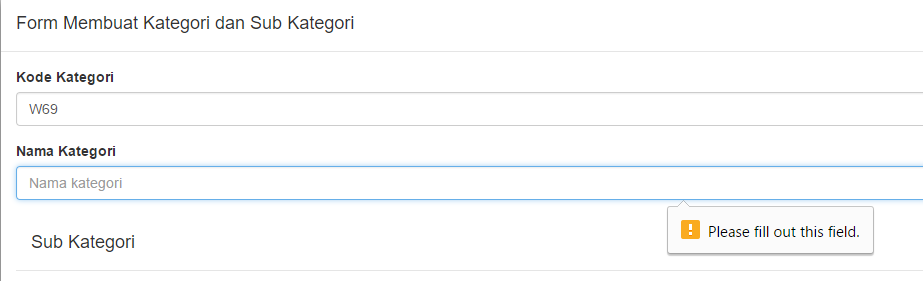 Form Membuat Kategori dan Sub Kategori
Kode Kategori
W69
Nama Kategori
Nama kategori
Please fill out this field.
Sub Kategori